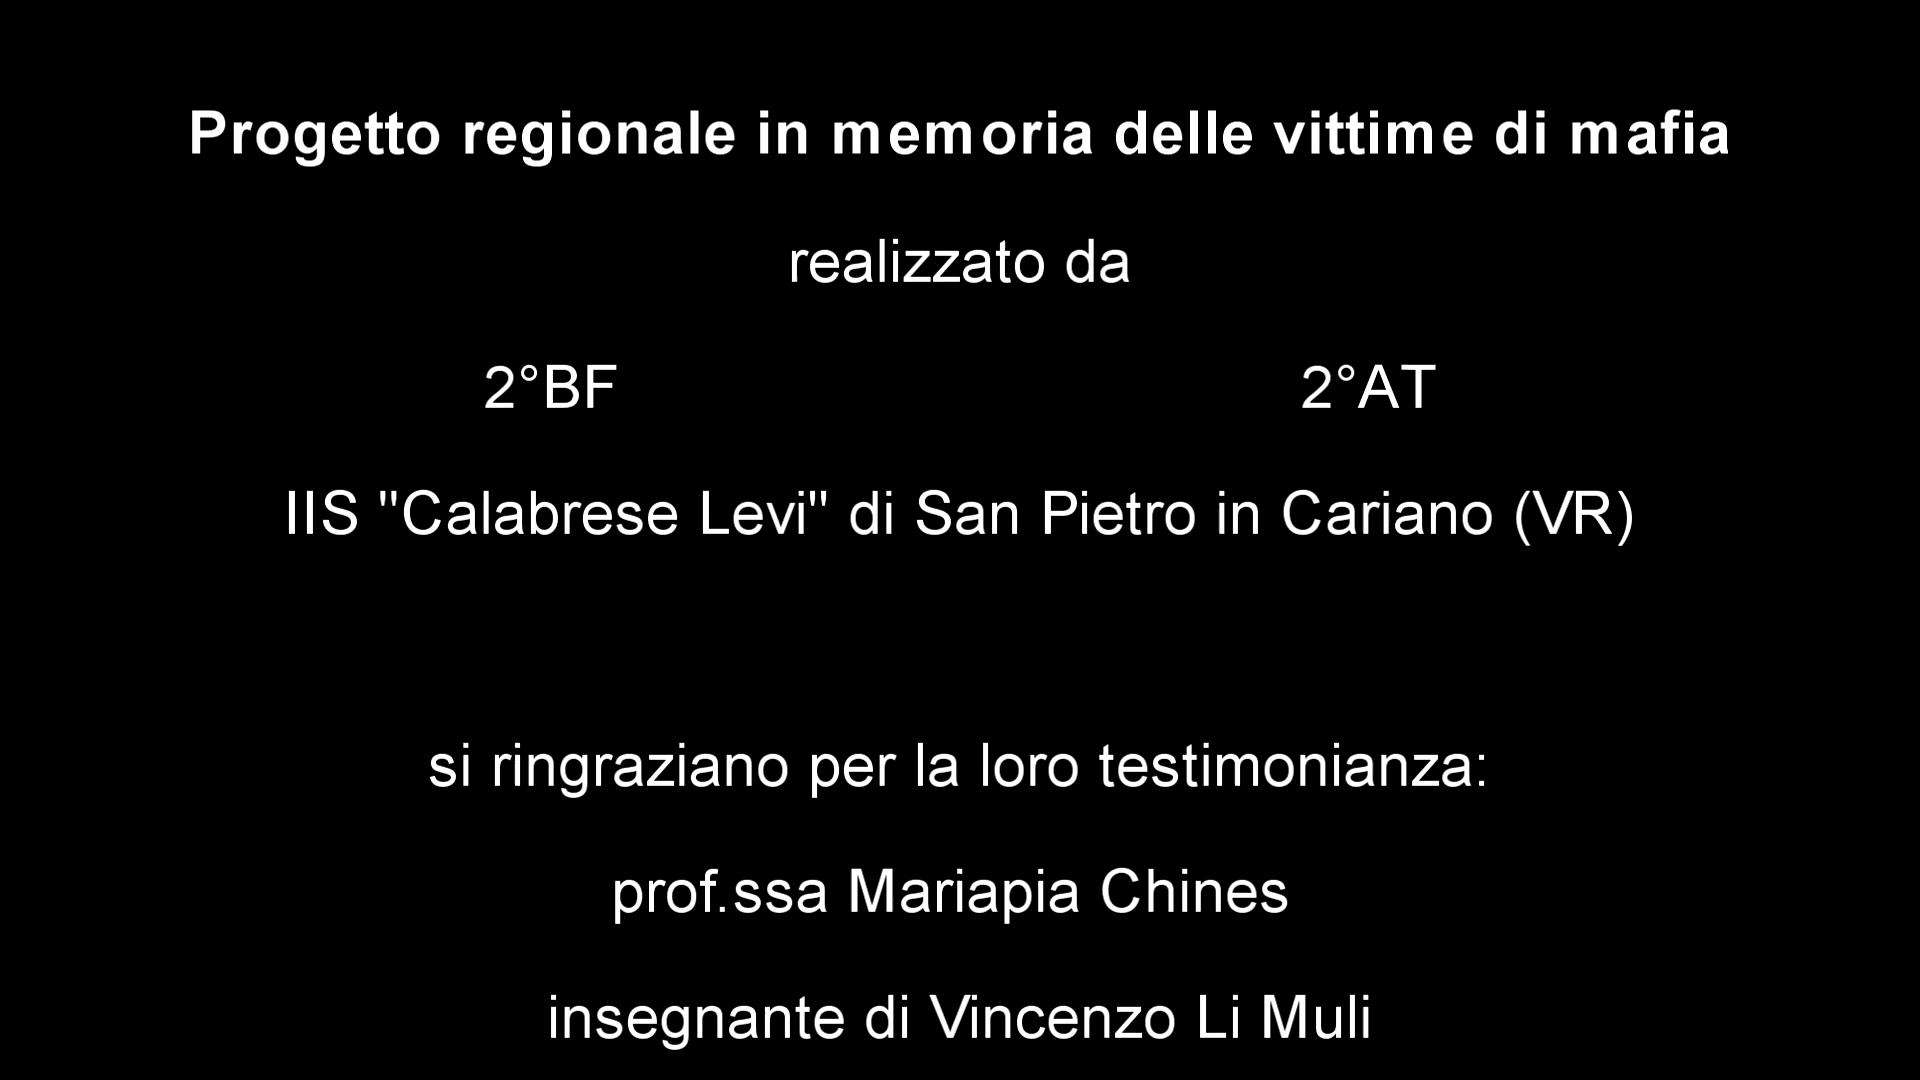 Progetto regionale in memoria delle vittime di mafia
realizzato da
2°BF 2°AT
IIS "Calabrese Levi" di San Pietro in Cariano (VR)
si ringraziano per la loro testimonianza:
prof.ssa Mariapia Chines
insegnante di Vincenzo Li Muli